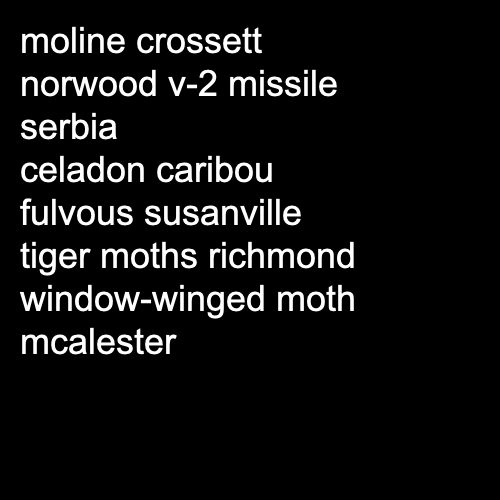 moline crossett
norwood v-2 missile
serbia
celadon caribou
fulvous susanville
tiger moths richmond
window-winged moth
mcalester